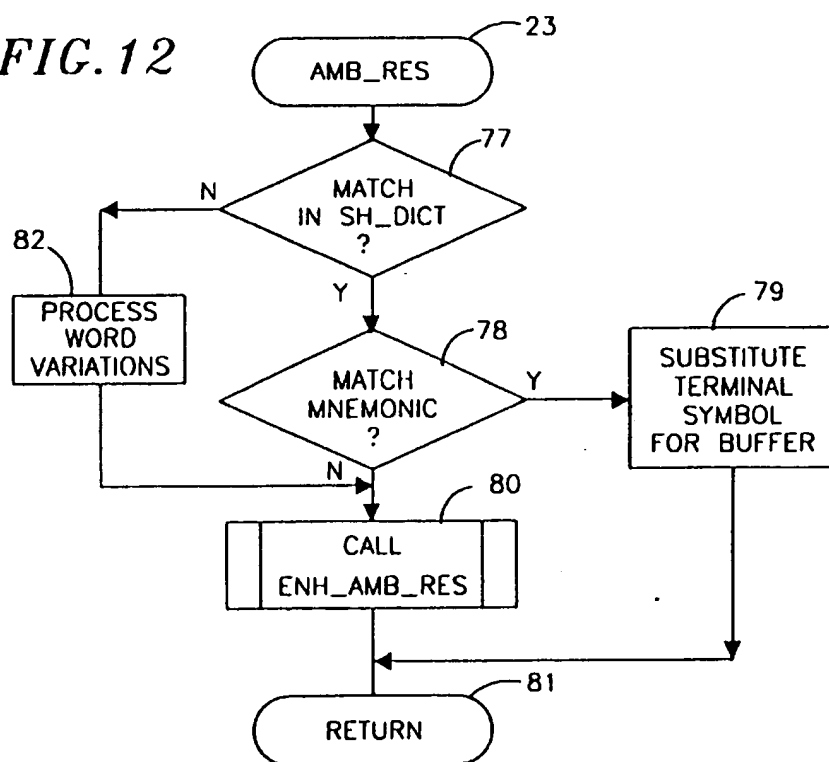 FIG. 12
23
AMB_RES
77
MATCH
IN SH_DICT
?
N
82
PROCESS
WORD
VARIATIONS
Y
78
MATCH
MNEMONIC
?
Y
79
SUBSTITUTE
TERMINAL
SYMBOL
FOR BUFFER
N
80
CALL
ENH_AMB_RES
81
RETURN